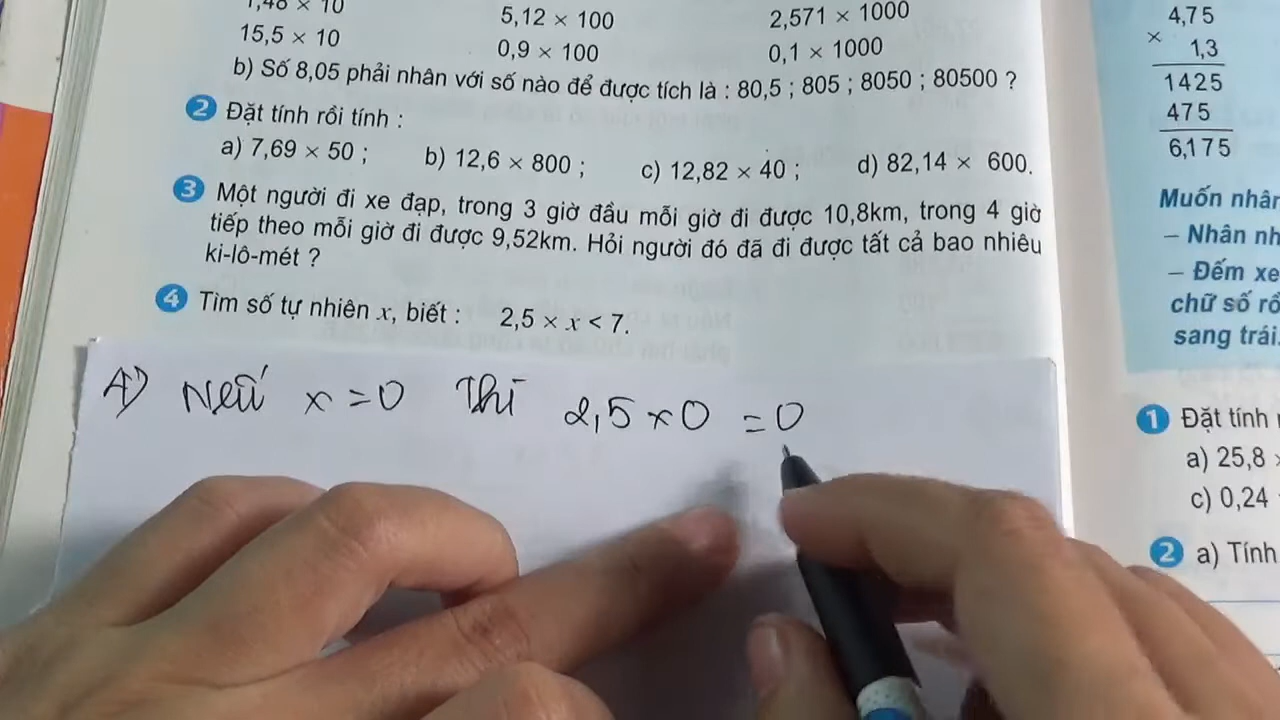 1,48 × 10 5,12 × 100 2,571 × 1000
15,5 × 10 0,9 × 100 0,1 × 1000
b) Số 8,05 phải nhân với số nào để được tích là : 80,5 ; 805 ; 8050 ; 80500 ?
2 Đặt tính rồi tính :
a) 7,69 × 50 ; b) 12,6 × 800 ; c) 12,82 × 40 ; d) 82,14 × 600.
3 Một người đi xe đạp, trong 3 giờ đầu mỗi giờ đi được 10,8km, trong 4 giờ
tiếp theo mỗi giờ đi được 9,52km. Hỏi người đó đã đi được tất cả bao nhiêu
ki-lô-mét ?
4 Tìm số tự nhiên x, biết : 2,5 × x < 7.
Nếu x = 0 Thì 2,5 × 0 = 0
4,75
×
1,3
1425
475
6,175
Muốn nhân
– Nhân nh
– Đếm xe
chữ số rồ
sang trái.
1 Đặt tính
a) 25,8
c) 0,24
2 a) Tính